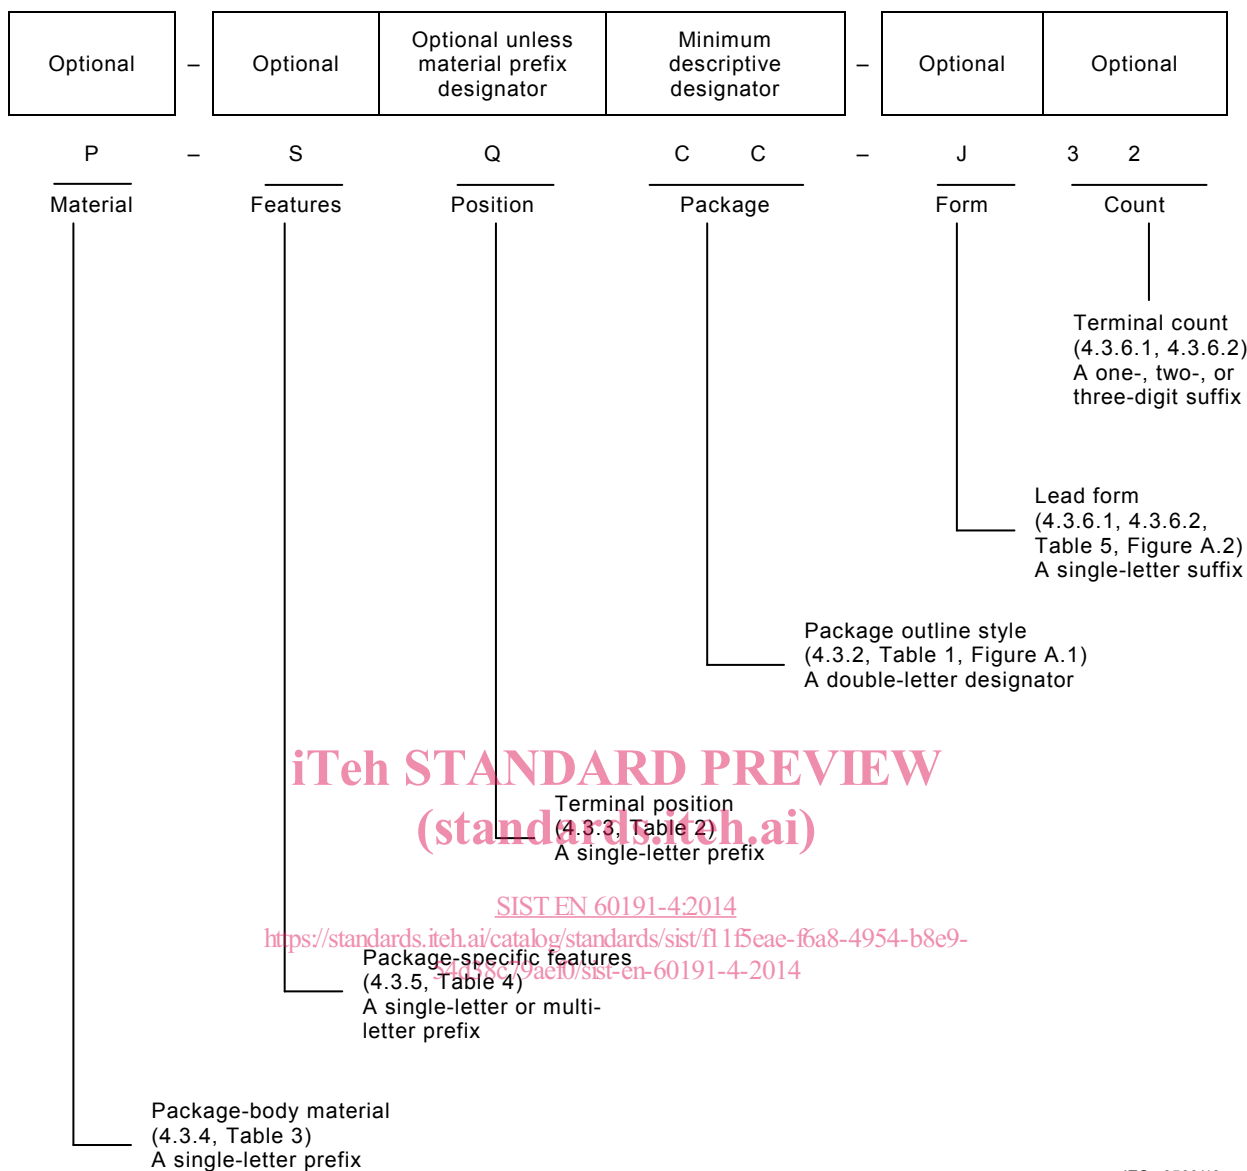 Optional – Optional Optional unless material prefix designator Minimum descriptive designator – Optional Optional
P – S Q C C – J 3 2
Material Features Position Package Form Count
Terminal count
(4.3.6.1, 4.3.6.2)
A one-, two-, or
three-digit suffix
Lead form
(4.3.6.1, 4.3.6.2,
Table 5, Figure A.2)
A single-letter suffix
Package outline style
(4.3.2, Table 1, Figure A.1)
A double-letter designator
iTeh STANDARD PREVIEW
(standards.iteh.ai)
Terminal position
(4.3.3, Table 2)
A single-letter prefix
SIST EN 60191-4:2014
https://standards.iteh.ai/catalog/standards/sist/f11f5eae-f6a8-4954-b8e9-
54d38c79aef0/sist-en-60191-4-2014
Package-specific features
(4.3.5, Table 4)
A single-letter or multi-
letter prefix
Package-body material
(4.3.4, Table 3)
A single-letter prefix